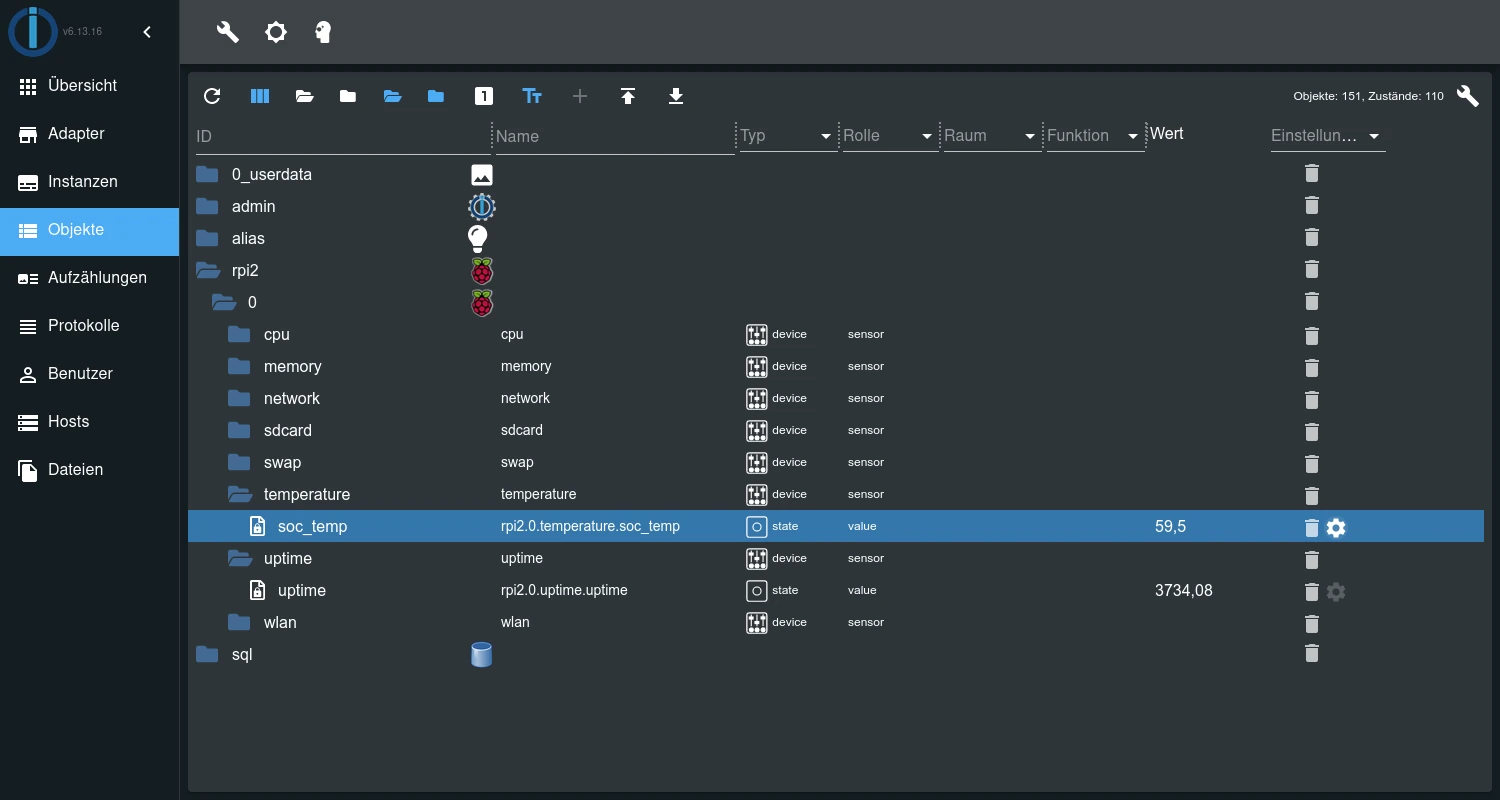 v6.13.16
Übersicht
Adapter
Instanzen
Objekte
Aufzählungen
Protokolle
Benutzer
Hosts
Dateien
1 Tт Objekte: 151, Zustände: 110
ID Name Typ Rolle Raum Funktion Wert Einstellun...
0_userdata
admin
alias
rpi2
0
cpu cpu device sensor
memory memory device sensor
network network device sensor
sdcard sdcard device sensor
swap swap device sensor
temperature temperature device sensor
soc_temp rpi2.0.temperature.soc_temp state value 59,5
uptime uptime device sensor
uptime rpi2.0.uptime.uptime state value 3734,08
wlan wlan device sensor
sql